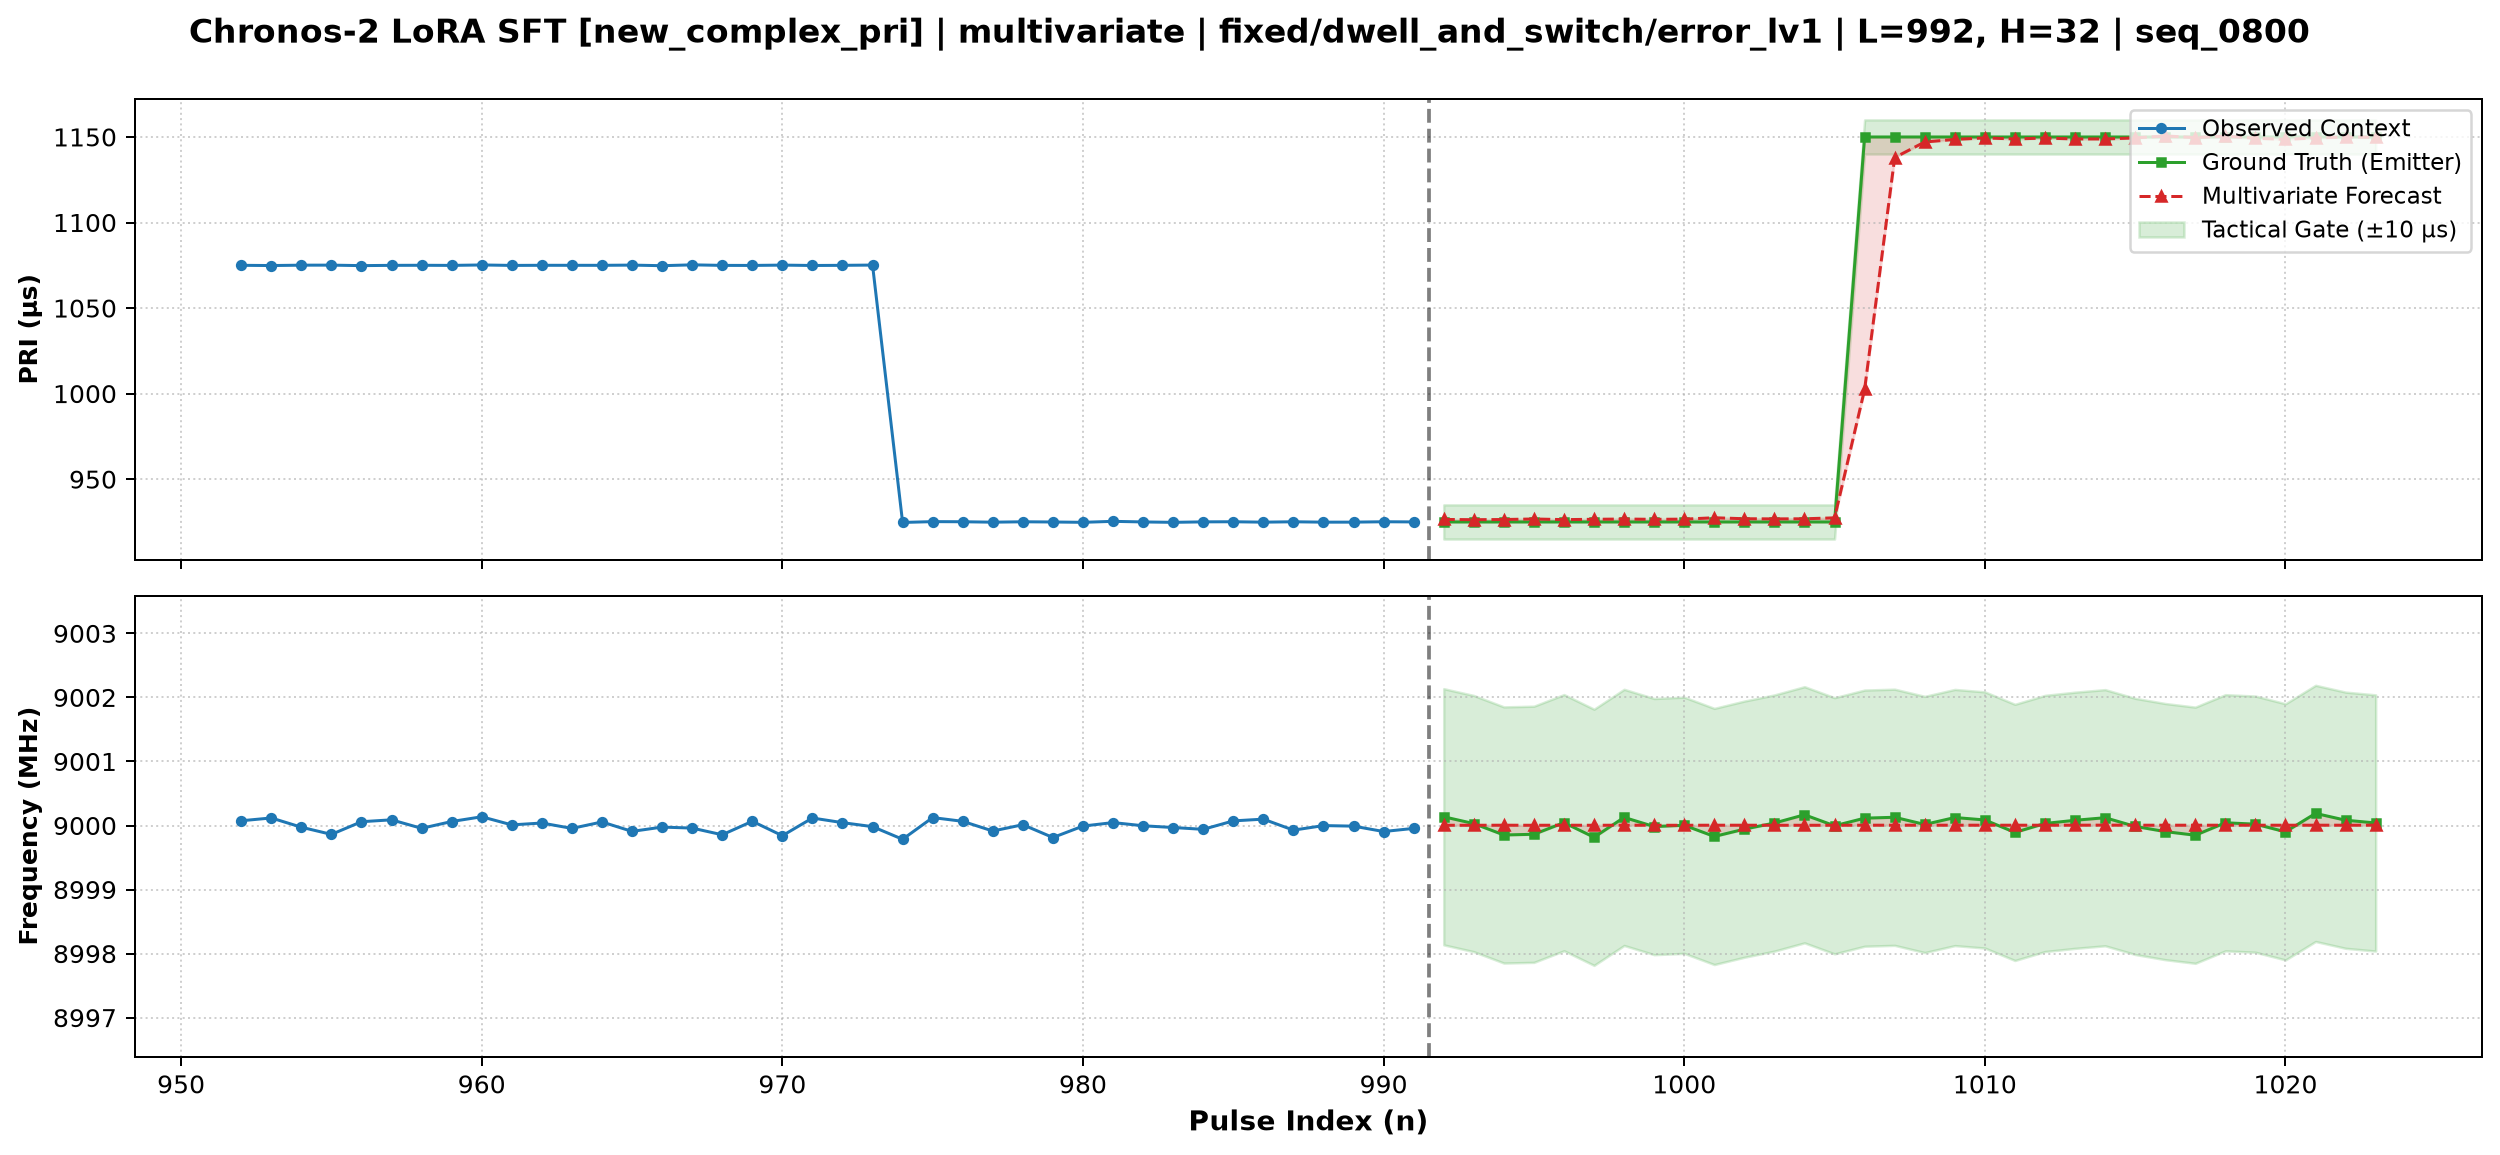 Chronos-2 LoRA SFT [new_complex_pri] | multivariate | fixed/dwell_and_switch/error_lv1 | L=992, H=32 | seq_0800
PRI (µs)
1150
1100
1050
1000
950
Observed Context
Ground Truth (Emitter)
Multivariate Forecast
Tactical Gate (±10 µs)
Frequency (MHz)
9003
9002
9001
9000
8999
8998
8997
950 960 970 980 990 1000 1010 1020
Pulse Index (n)